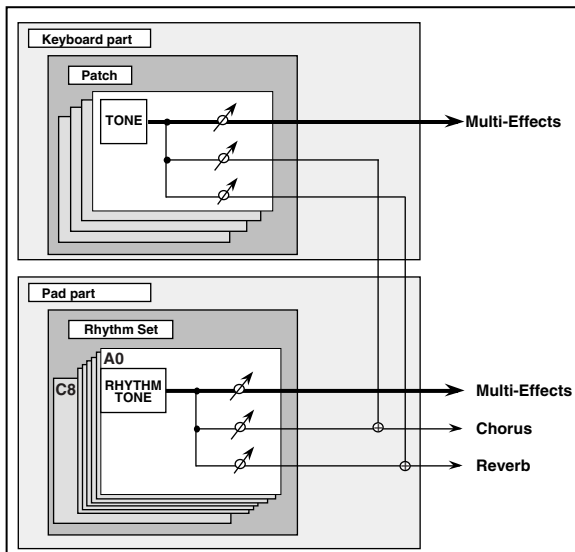 Keyboard part
Patch
TONE
Multi-Effects
Pad part
Rhythm Set
A0
C8
RHYTHM
TONE
Multi-Effects
Chorus
Reverb